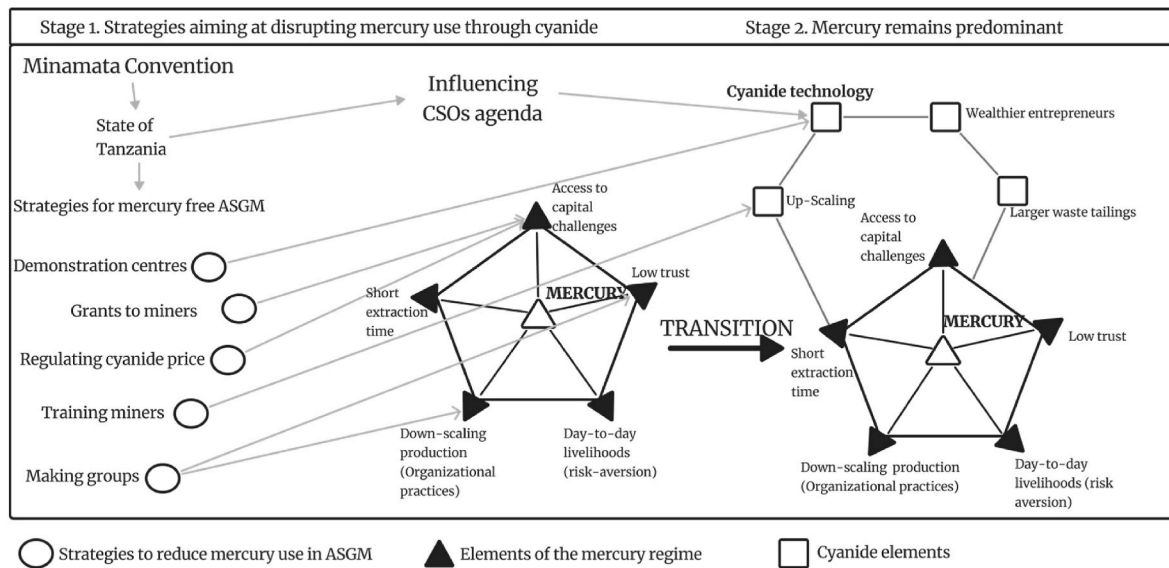 Stage 1. Strategies aiming at disrupting mercury use through cyanide
Stage 2. Mercury remains predominant
Minamata Convention
State of
Tanzania
Strategies for mercury free ASGM
Demonstration centres
Grants to miners
Regulating cyanide price
Training miners
Making groups
Influencing
CSOs agenda
Access to
capital
challenges
Low trust
MERCURY
Short
extraction
time
Down-scaling
production
(Organizational
practices)
Day-to-day
livelihoods
(risk-aversion)
TRANSITION
Cyanide technology
Wealthier entrepreneurs
Up-Scaling
Larger waste tailings
Access to
capital
challenges
MERCURY
Low trust
Short
extraction
time
Down-scaling production
(Organizational practices)
Day-to-day
livelihoods (risk
aversion)
Strategies to reduce mercury use in ASGM
Elements of the mercury regime
Cyanide elements